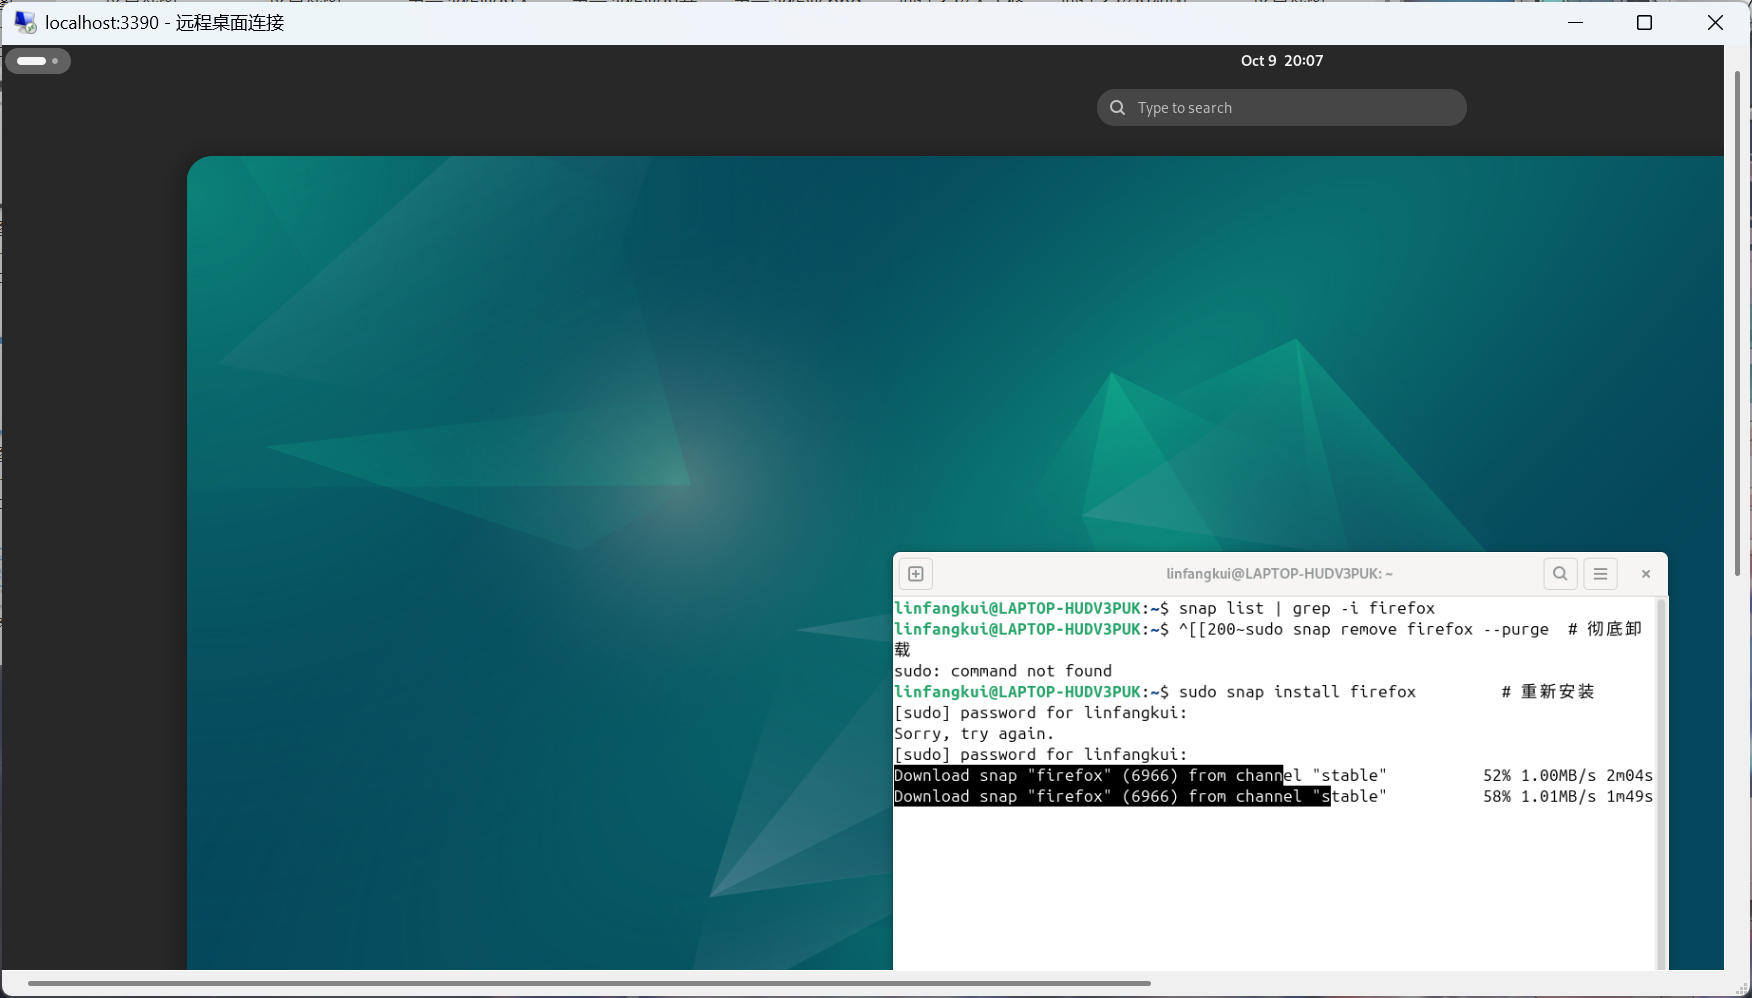 localhost:3390 - 远程桌面连接
Oct 9 20:07
Type to search
linfangkui@LAPTOP-HUDV3PUK: ~
linfangkui@LAPTOP-HUDV3PUK:~$ snap list | grep -i firefox
linfangkui@LAPTOP-HUDV3PUK:~$ ^[[200~sudo snap remove firefox --purge  # 彻底卸
载
sudo: command not found
linfangkui@LAPTOP-HUDV3PUK:~$ sudo snap install firefox         # 重新安装
[sudo] password for linfangkui:
Sorry, try again.
[sudo] password for linfangkui:
Download snap "firefox" (6966) from channel "stable"          52% 1.00MB/s 2m04s
Download snap "firefox" (6966) from channel "stable"          58% 1.01MB/s 1m49s